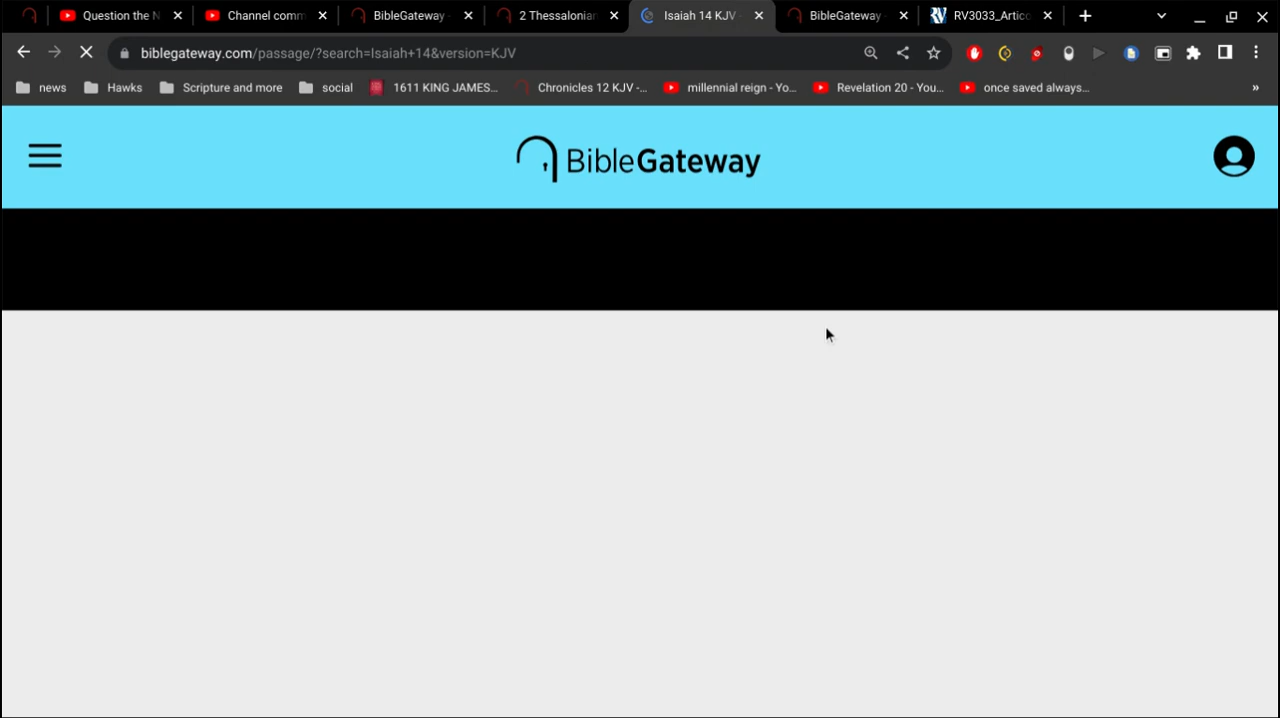 Question the N
Channel comm
BibleGateway
2 Thessalonian
Isaiah 14 KJV
BibleGateway
RV3033_Artico
biblegateway.com/passage/?search=Isaiah+14&version=KJV
news
Hawks
Scripture and more
social
1611 KING JAMES...
Chronicles 12 KJV -...
millennial reign - Yo...
Revelation 20 - You...
once saved always...
»
BibleGateway